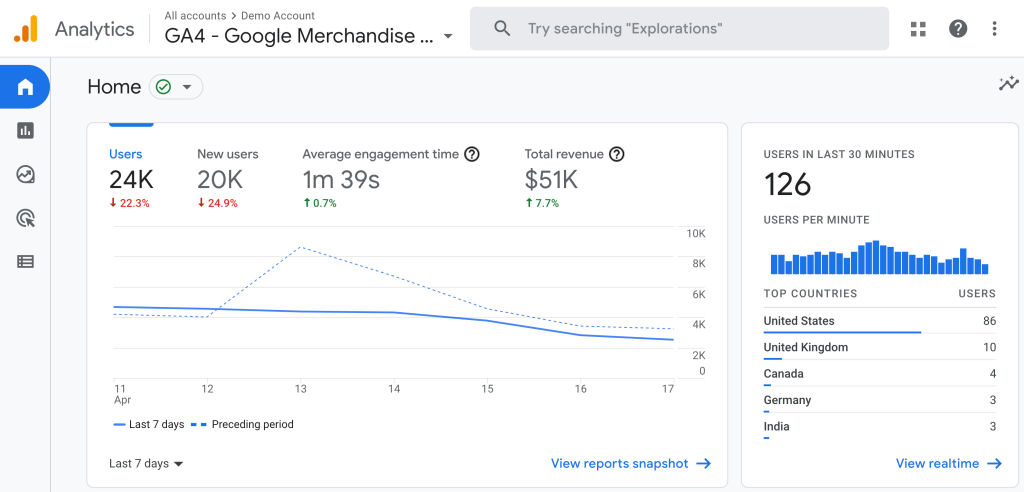 Analytics
All accounts > Demo Account
GA4 - Google Merchandise ...
Try searching "Explorations"
Home
Users
24K
22.3%
New users
20K
24.9%
Average engagement time
1m 39s
0.7%
Total revenue
$51K
7.7%
10K
8K
6K
4K
2K
0
11
Apr
12
13
14
15
16
17
Last 7 days
Preceding period
Last 7 days
View reports snapshot
USERS IN LAST 30 MINUTES
126
USERS PER MINUTE
TOP COUNTRIES USERS
United States 86
United Kingdom 10
Canada 4
Germany 3
India 3
View realtime